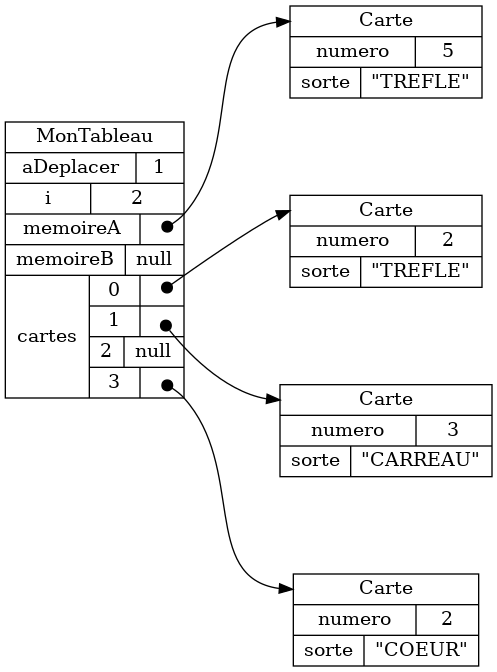 MonTableau
aDeplacer 1
i 2
memoireA
memoireB null
cartes
0
1
2 null
3
Carte
numero 5
sorte "TREFLE"
Carte
numero 2
sorte "TREFLE"
Carte
numero 3
sorte "CARREAU"
Carte
numero 2
sorte "COEUR"